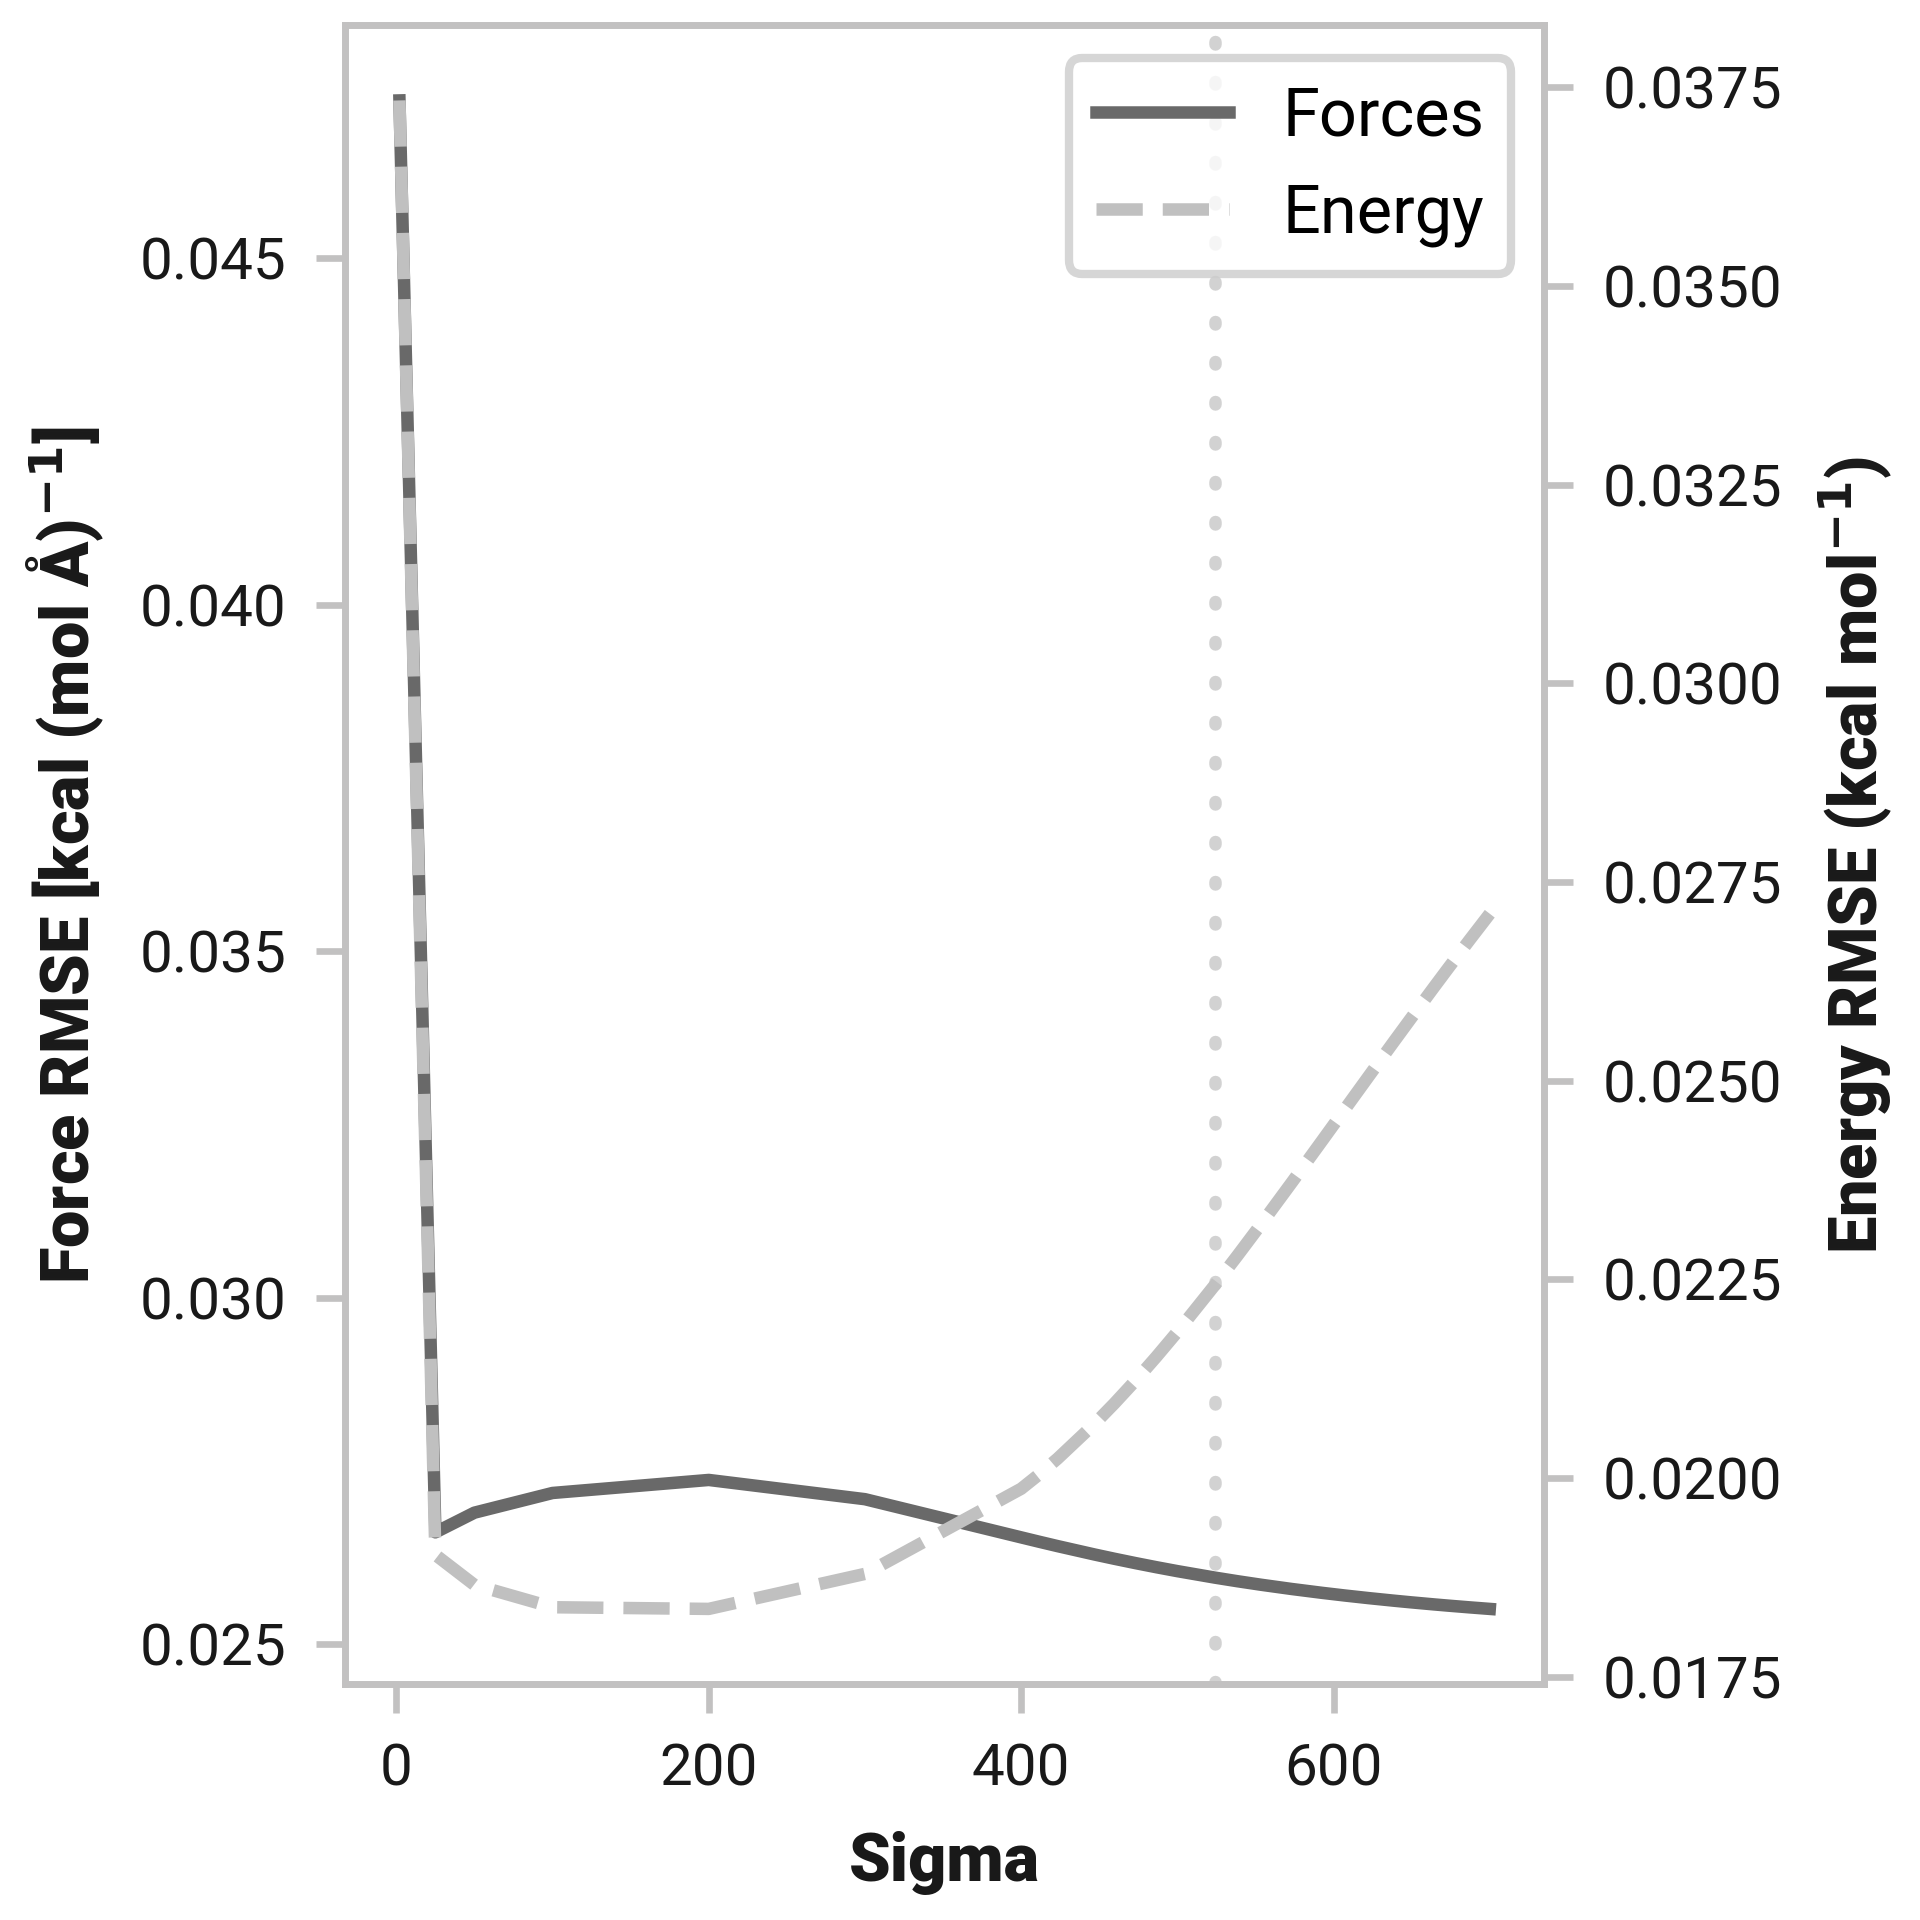 Forces
Energy
0.045
0.040
0.035
0.030
0.025
Force RMSE [kcal (mol Å)⁻¹]
0.0375
0.0350
0.0325
0.0300
0.0275
0.0250
0.0225
0.0200
0.0175
Energy RMSE (kcal mol⁻¹)
0 200 400 600
Sigma